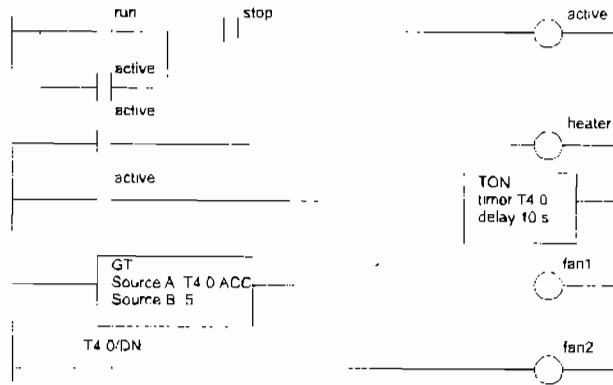 run stop active
active
active heater
active
TON
timor T4 0
delay 10 s
GT
Source A T4 0 ACC
Source B 5
fan1
T4 0/DN
fan2